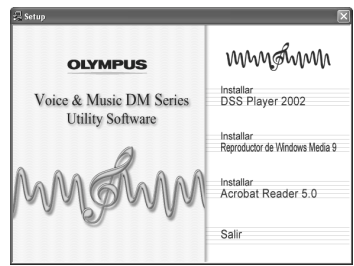 Setup
OLYMPUS
Voice & Music DM Series
Utility Software
Installar
DSS Player 2002
Installar
Reproductor de Windows Media 9
Installar
Acrobat Reader 5.0
Salir